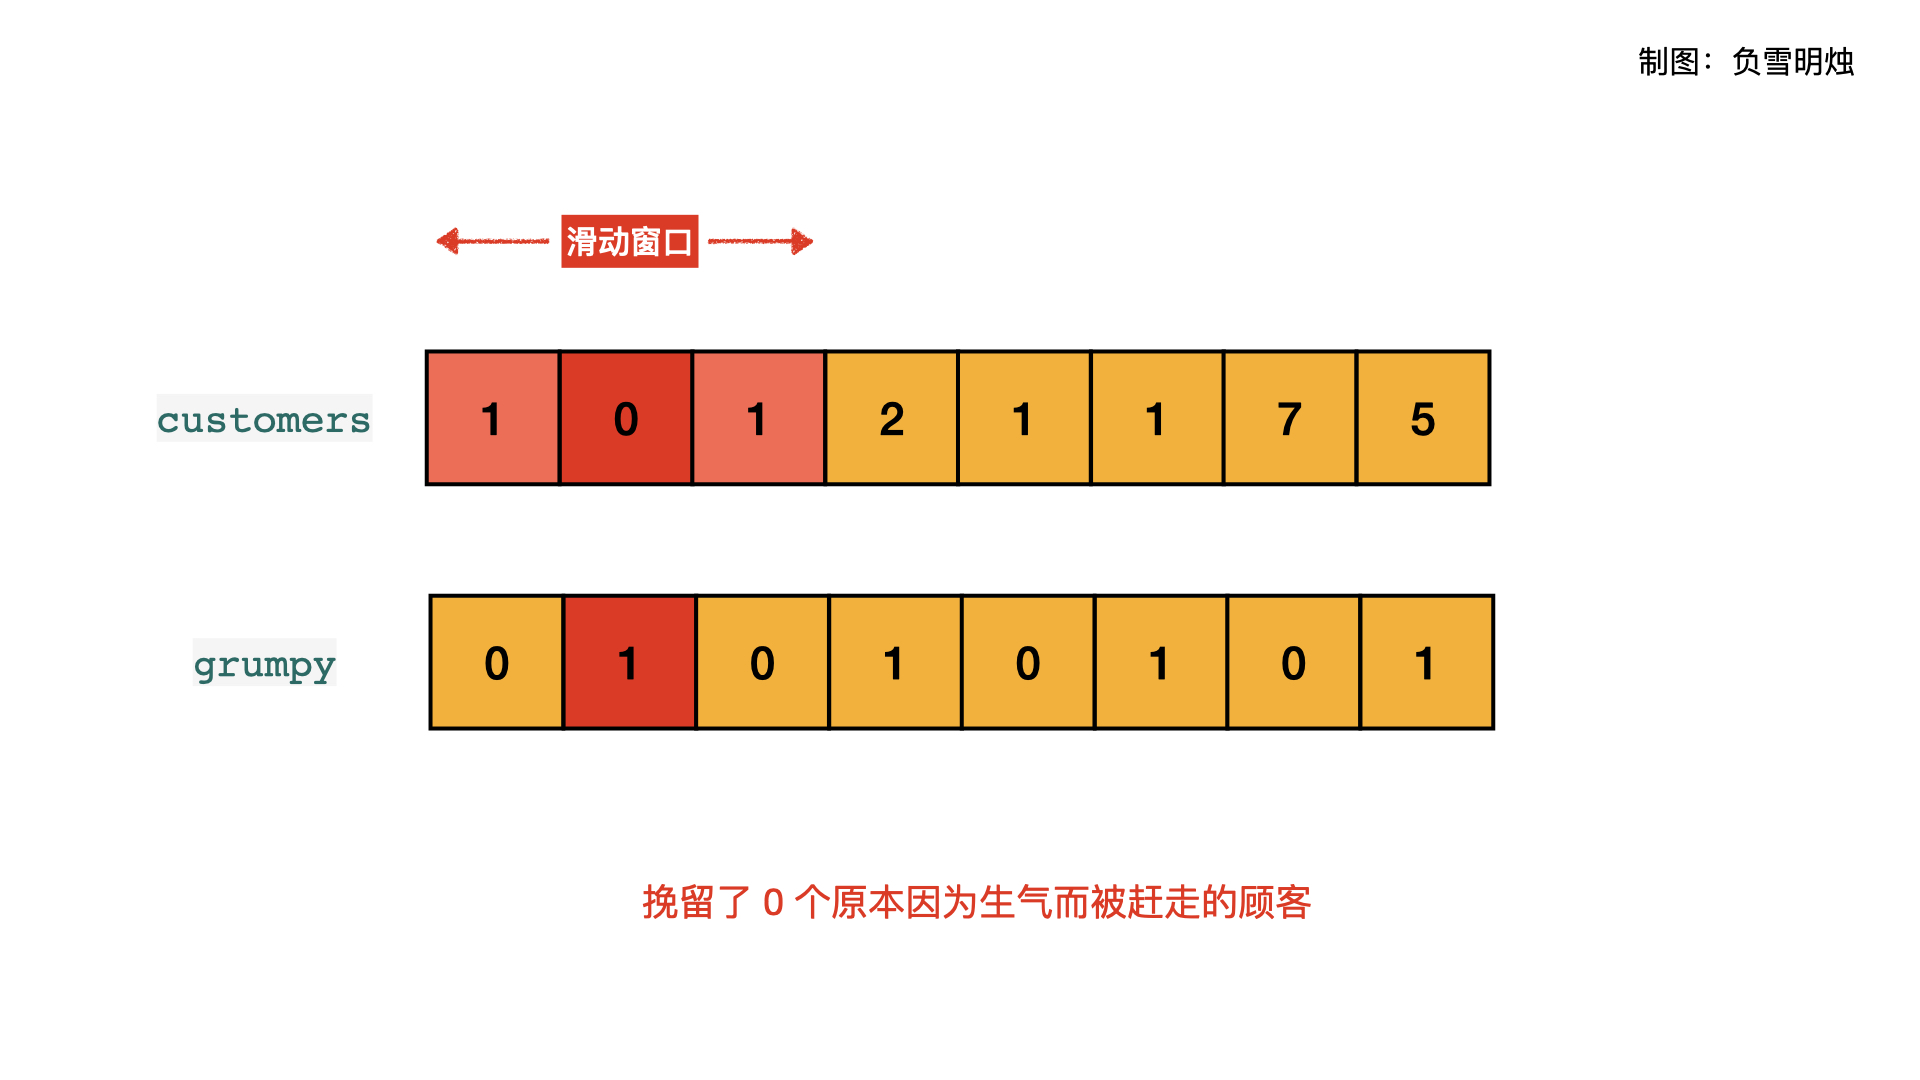 制图：负雪明烛
滑动窗口
customers 1 0 1 2 1 1 7 5
grumpy 0 1 0 1 0 1 0 1
挽留了 0 个原本因为生气而被赶走的顾客